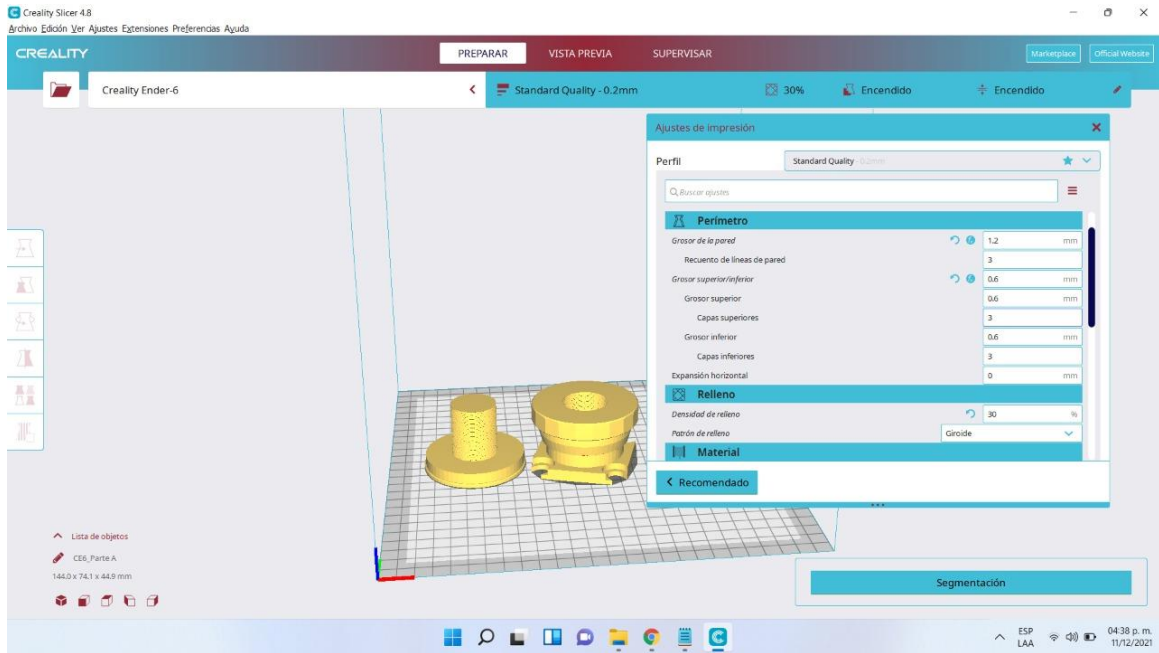 Creality Slicer 4.8
Archivo Edición Ver Ajustes Extensiones Preferencias Ayuda
CREALITY
PREPARAR VISTA PREVIA SUPERVISAR
Marketplace Official Website
Creality Ender-6
Standard Quality - 0.2mm 30% Encendido Encendido
Ajustes de impresión
Perfil Standard Quality - 0.2mm
Buscar ajustes
Perímetro
Grosor de la pared 1.2 mm
Recuento de líneas de pared 3
Grosor superior/inferior 0.6 mm
Grosor superior 0.6 mm
Capas superiores 3
Grosor inferior 0.6 mm
Capas inferiores 3
Expansión horizontal 0 mm
Relleno
Densidad de relleno 30 %
Patrón de relleno Giroide
Material
Recomendado
Lista de objetos
CE6_Parte A
144.0 x 74.1 x 44.9 mm
Segmentación
ESP
LAA
04:38 p. m.
11/12/2021